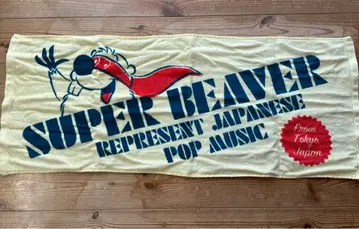 SUPER BEAVER
REPRESENT JAPANESE
POP MUSIC
From
Tokyo
Japan